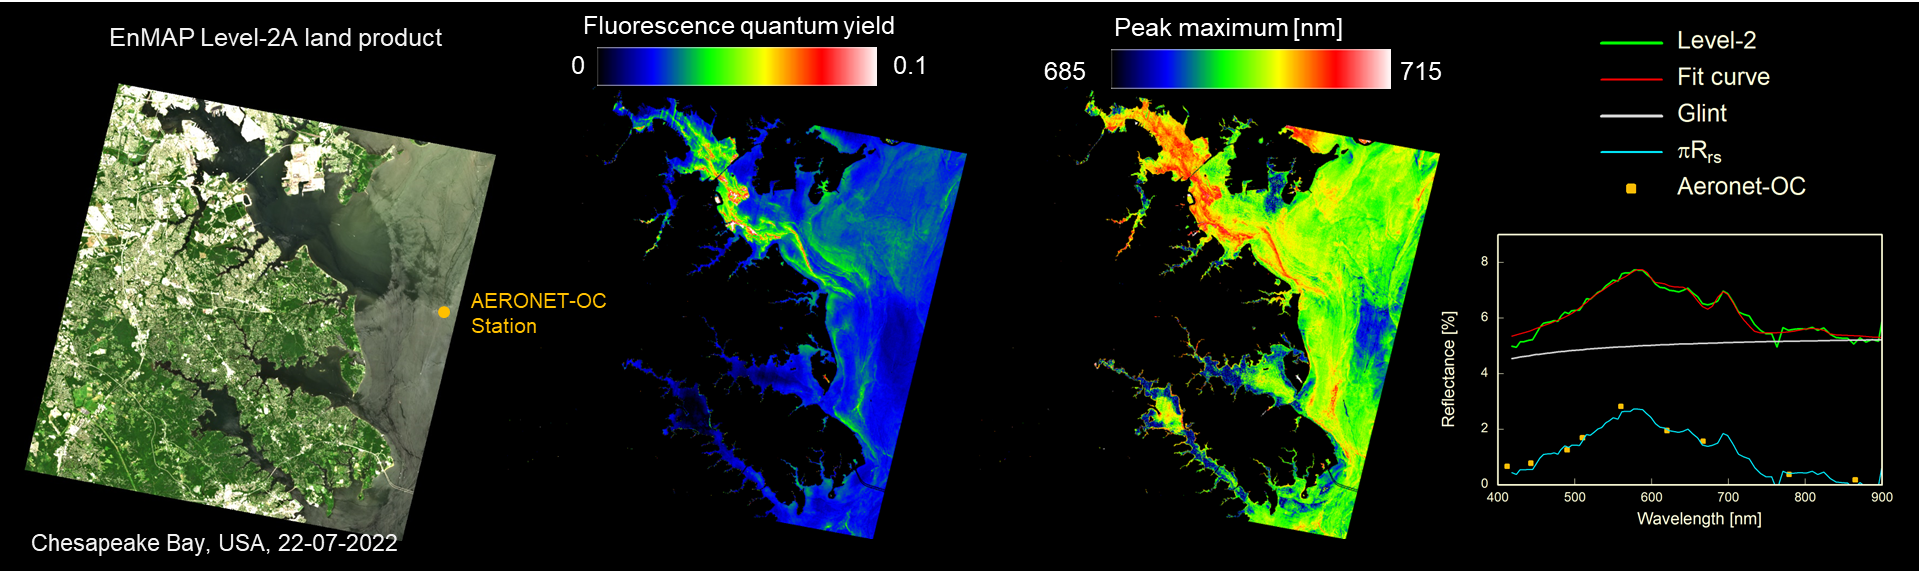 EnMAP Level-2A land product
Fluorescence quantum yield
0
0.1
Peak maximum [nm]
685
715
Level-2
Fit curve
Glint
πRrs
Aeronet-OC
AERONET-OC
Station
Chesapeake Bay, USA, 22-07-2022
Reflectance [%]
8
6
4
2
0
400
500
600
700
800
900
Wavelength [nm]